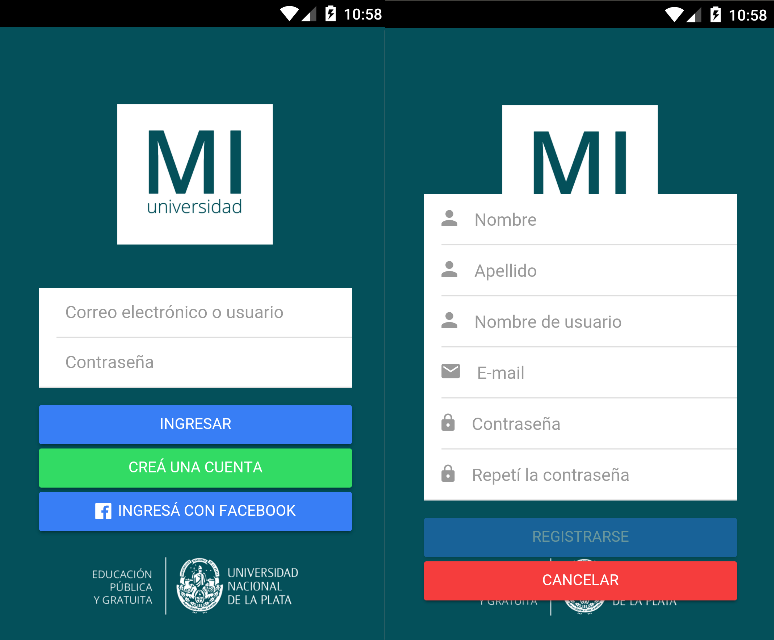 10:58
MI
universidad
Correo electrónico o usuario
Contraseña
INGRESAR
CREÁ UNA CUENTA
INGRESÁ CON FACEBOOK
EDUCACIÓN
PÚBLICA
Y GRATUITA
UNIVERSIDAD
NACIONAL
DE LA PLATA
10:58
MI
Nombre
Apellido
Nombre de usuario
E-mail
Contraseña
Repetí la contraseña
REGISTRARSE
CANCELAR
Y GRATUITA
DE LA PLATA